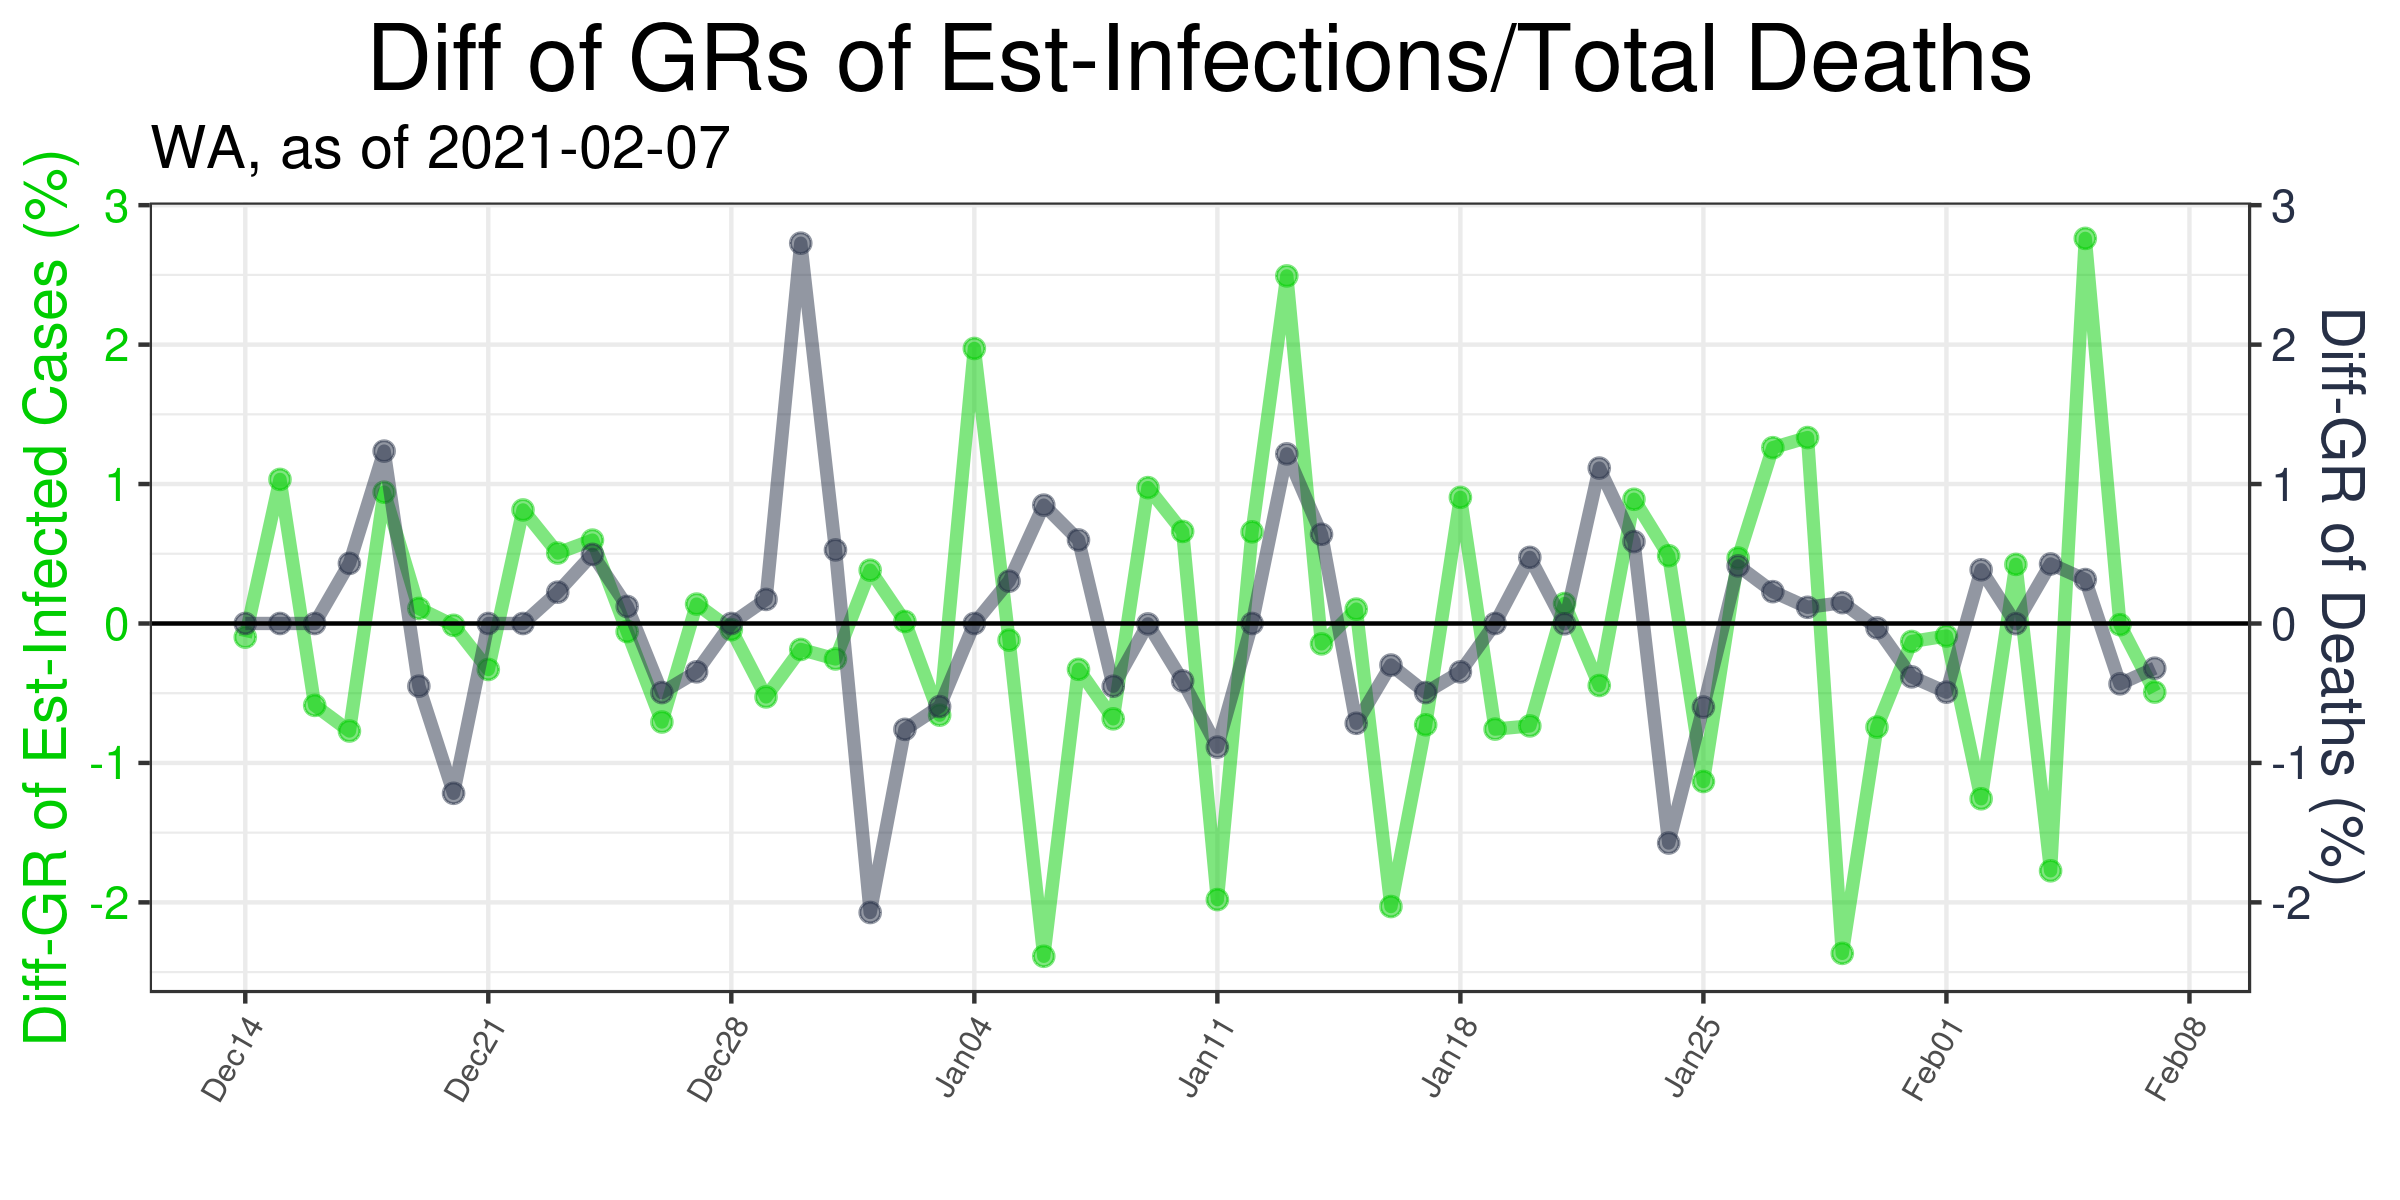 Diff of GRs of Est-Infections/Total Deaths
WA, as of 2021-02-07
Diff-GR of Est-Infected Cases (%)
3
2
1
0
-1
-2
3
2
1
0
-1
-2
Diff-GR of Deaths (%)
Dec14
Dec21
Dec28
Jan04
Jan11
Jan18
Jan25
Feb01
Feb08